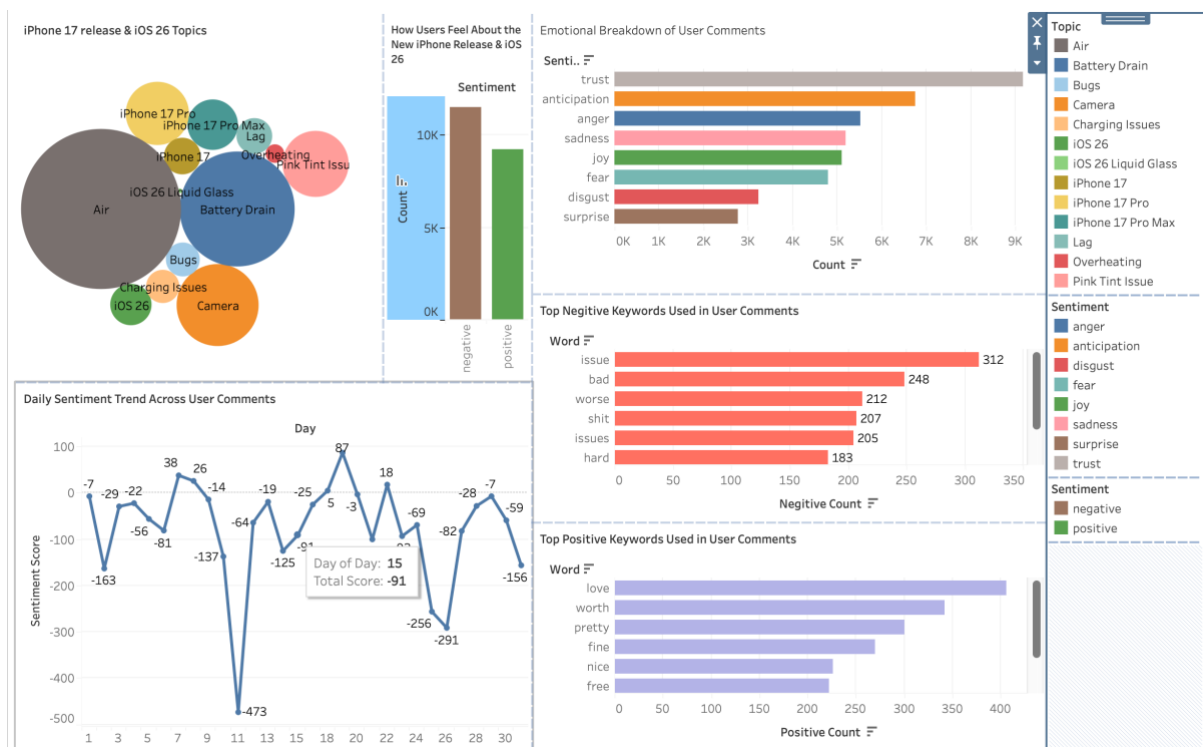 iPhone 17 release & iOS 26 Topics
iPhone 17 Pro
iPhone 17 Pro Max
Lag
iPhone 17
Overheating
Pink Tint Issu
iOS 26 Liquid Glass
Air
Battery Drain
Bugs
Charging Issues
iOS 26
Camera
How Users Feel About the
New iPhone Release & iOS
26
Sentiment
Count
10K
5K
0K
negative
positive
Emotional Breakdown of User Comments
Senti..
trust
anticipation
anger
sadness
joy
fear
disgust
surprise
0K 1K 2K 3K 4K 5K 6K 7K 8K 9K
Count
Top Negitive Keywords Used in User Comments
Word
issue 312
bad 248
worse 212
shit 207
issues 205
hard 183
0 50 100 150 200 250 300 350
Negitive Count
Top Positive Keywords Used in User Comments
Word
love
worth
pretty
fine
nice
free
0 50 100 150 200 250 300 350 400
Positive Count
Daily Sentiment Trend Across User Comments
Day
Sentiment Score
100
0
-100
-200
-300
-400
-500
-7
-163
-29
-22
-56
-81
38
26
-14
-137
-473
-64
-19
-125
-91
-25
5
87
-3
18
-69
-256
-291
-82
-28
-7
-59
-156
Day of Day: 15
Total Score: -91
1 3 5 7 9 11 13 15 16 18 20 22 24 26 28 30
Topic
Air
Battery Drain
Bugs
Camera
Charging Issues
iOS 26
iOS 26 Liquid Glass
iPhone 17
iPhone 17 Pro
iPhone 17 Pro Max
Lag
Overheating
Pink Tint Issue
Sentiment
anger
anticipation
disgust
fear
joy
sadness
surprise
trust
Sentiment
negative
positive